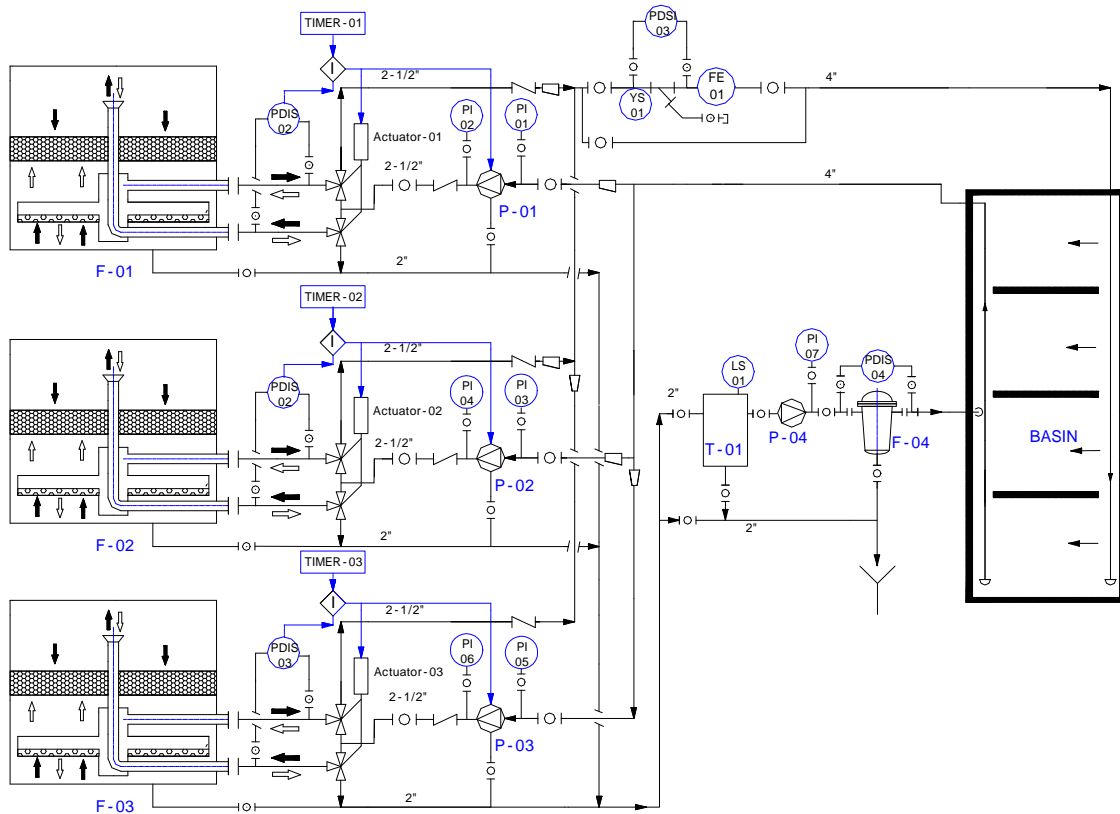 TIMER-01
I
2-1/2"
PDIS
02
Actuator-01
2-1/2"
PI
02
PI
01
P-01
F-01
2"
PDSI
03
YS
01
FE
01
4"
4"
TIMER-02
I
2-1/2"
PDIS
02
Actuator-02
2-1/2"
PI
04
PI
03
P-02
F-02
2"
2"
LS
01
T-01
PI
07
P-04
PDIS
04
F-04
2"
BASIN
TIMER-03
I
2-1/2"
PDIS
03
Actuator-03
2-1/2"
PI
06
PI
05
P-03
F-03
2"